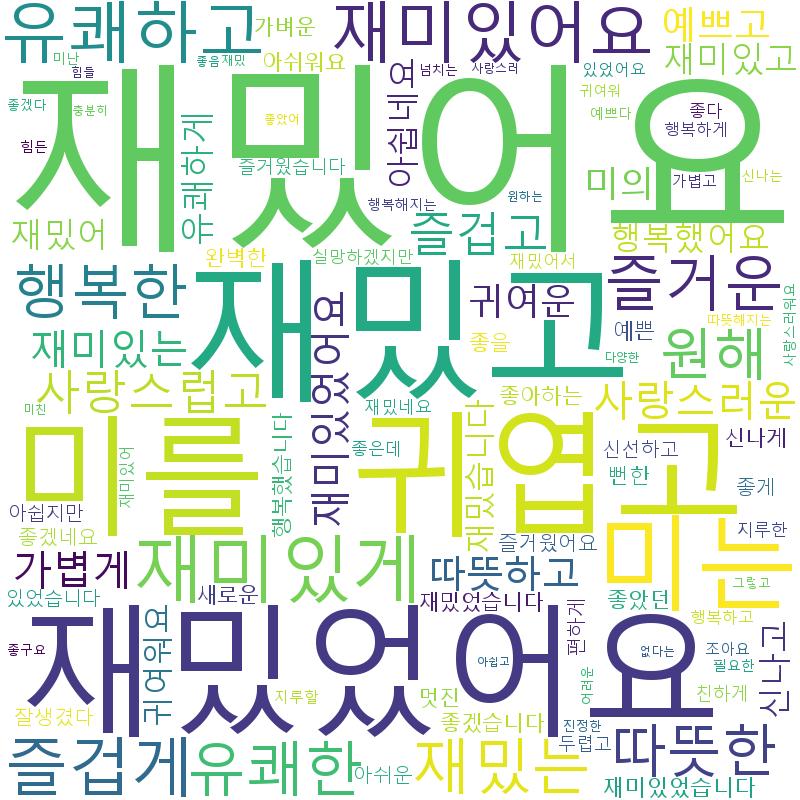 유쾌하고
가벼운
재미있어요
예쁘고
미난
힘들
아쉬워요
좋음
재밌
넘치는
사랑스러
있었어요
재미있고
귀여워
좋겠다
충분히
재밌어요
좋았어
아쉽네요
예쁘다
좋다
행복하게
힘든
유쾌하게
즐거웠습니다
행복해지는
원하는
미의
가볍고
신나는
재밌어
완벽한
실망하겠지만
즐겁고
재밌어서
행복했어요
행복한
재밌고
귀여운
즐거운
사랑스러워요
따뜻해지는
예쁜
재미있는
재미있었어요
좋을
원해
다양한
사랑스럽고
미친
재밌네요
좋아하는
사랑스러운
미를
귀엽고
행복했습니다
재미있어
좋은데
재밌습니다
신선하고
신나게
뻔한
좋게
아쉽지만
좋겠네요
즐거웠어요
미는
지루한
가볍게
재미있게
따뜻하고
그렇고
있었습니다
새로운
재밌었습니다
좋았던
행복하고
편하게
재밌었어요
귀여워요
좋구요
아쉽고
없다는
조아요
필요한
신나고
어려운
친하게
잘생겼다
지루할
멋진
좋겠습니다
진정한
두렵고
즐겁게
유쾌한
아쉬운
재밌는
따뜻한
재미있었습니다